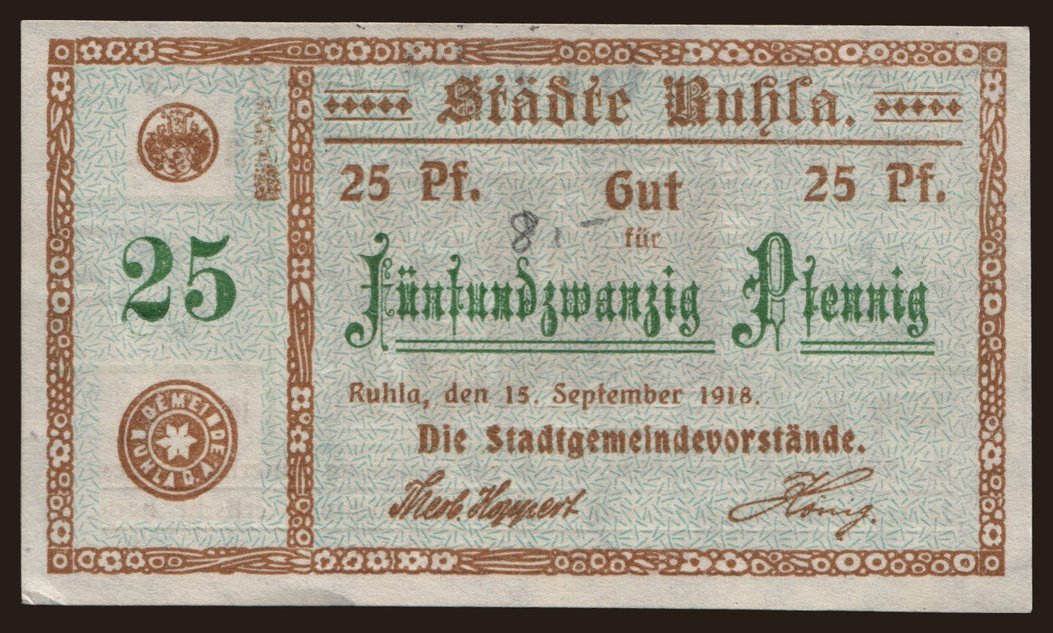 Städte Ruhla.
25 Pf. Gut 25 Pf.
8.–
für
25
Fünfundzwanzig Pfennig
Ruhla, den 15. September 1918.
Die Stadtgemeindevorstände.
König.